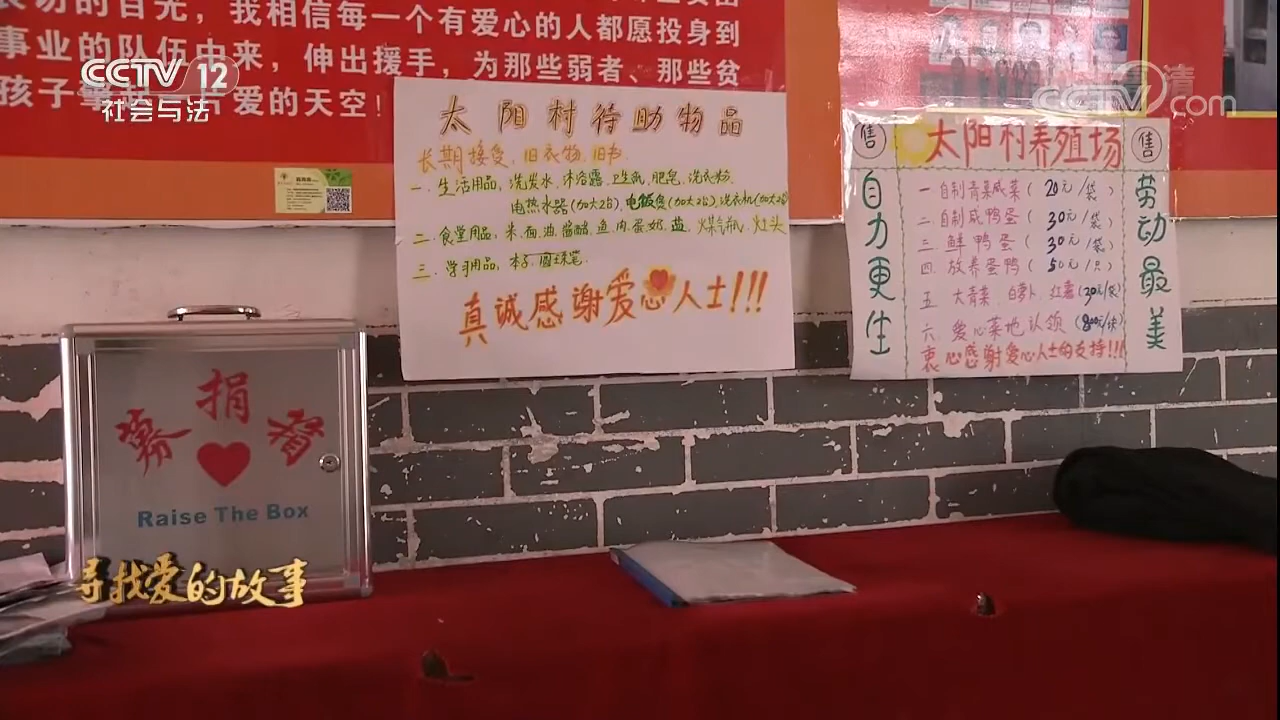 我相信每一个有爱心的人都愿投身到
事业的队伍中来，伸出援手，为那些弱者、那些贫
爱的天空！
CCTV 12
社会与法
CCTV.com
太阳村待助物品
长期接受，旧衣物，旧书．
一、生活用品，洗发水，沐浴露，卫生纸，肥皂，洗衣粉，
电热水器(加大2台)，电饭煲(加大2台)，洗衣机(加大2台)
二、食堂用品，米、面、油、酱醋、鱼、肉、蛋奶、盐、煤气瓶、灶头
三、学习用品，本子，圆珠笔．
真诚感谢爱心人士!!!
售
太阳村养殖场
售
自力更生
一 自制青菜咸菜 ( 20元/袋)
二 自制咸鸭蛋 ( 30元/袋)
三 鲜鸭蛋 ( 30元/袋)
四 放养蛋鸭 ( 50元/只)
五 大青菜、白萝卜、红薯(20元/袋)
六、爱心菜地认领 (800元/块)
衷心感谢爱心人士的支持!!!
劳动最美
募捐箱
Raise The Box
寻找爱的故事